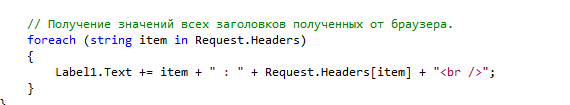 // Получение значений всех заголовков полученных от браузера.
foreach (string item in Request.Headers)
{
Label1.Text += item + " : " + Request.Headers[item] + "<br />";
}
}